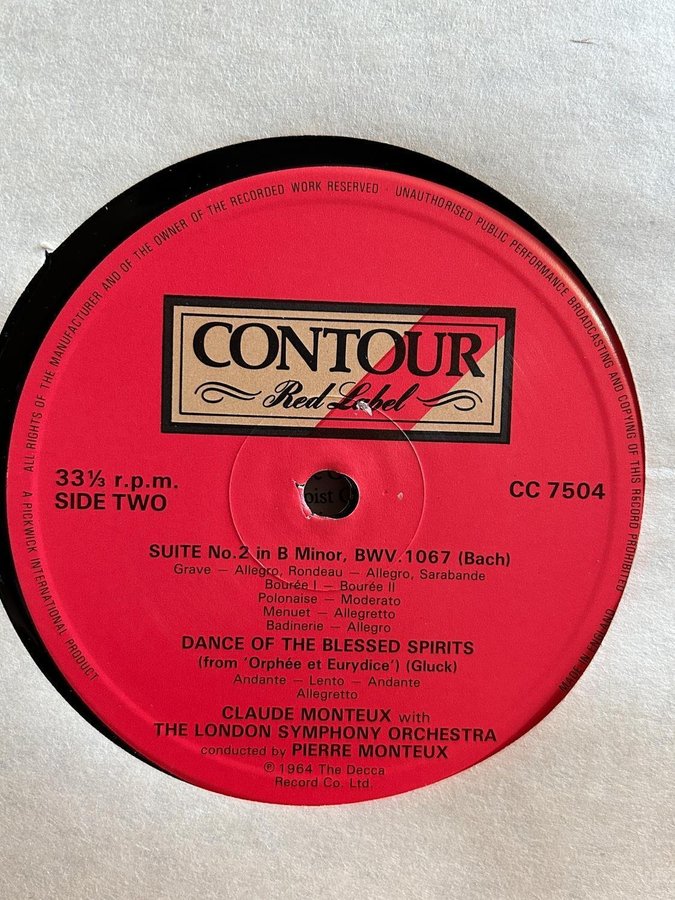 ALL RIGHTS OF THE MANUFACTURER AND OF THE OWNER OF THE RECORDED WORK RESERVED · UNAUTHORISED PUBLIC PERFORMANCE BROADCASTING AND COPYING OF THIS RECORD PROHIBITED
CONTOUR
Red Label
33⅓ r.p.m.
SIDE TWO
CC 7504
SUITE No.2 in B Minor, BWV.1067 (Bach)
Grave — Allegro, Rondeau — Allegro, Sarabande
Bourée I — Bourée II
Polonaise — Moderato
Menuet — Allegretto
Badinerie — Allegro
DANCE OF THE BLESSED SPIRITS
(from 'Orphée et Eurydice') (Gluck)
Andante — Lento — Andante
Allegretto
CLAUDE MONTEUX with
THE LONDON SYMPHONY ORCHESTRA
conducted by PIERRE MONTEUX
℗ 1964 The Decca
Record Co. Ltd.
A PICKWICK INTERNATIONAL PRODUCT
MADE IN ENGLAND